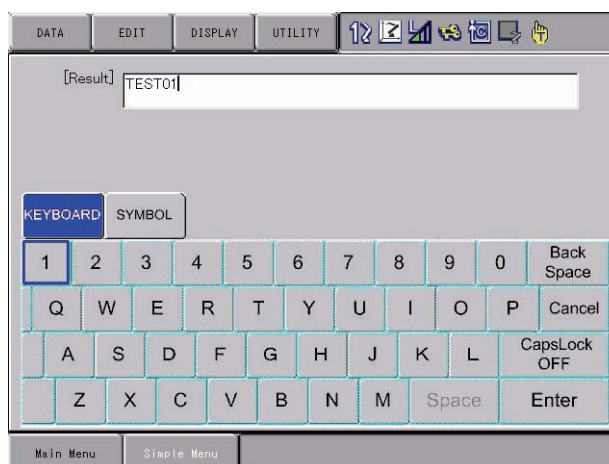 DATA EDIT DISPLAY UTILITY
[Result] TEST01
KEYBOARD SYMBOL
1 2 3 4 5 6 7 8 9 0 Back Space
Q W E R T Y U I O P Cancel
A S D F G H J K L CapsLock OFF
Z X C V B N M Space Enter
Main Menu Simple Menu